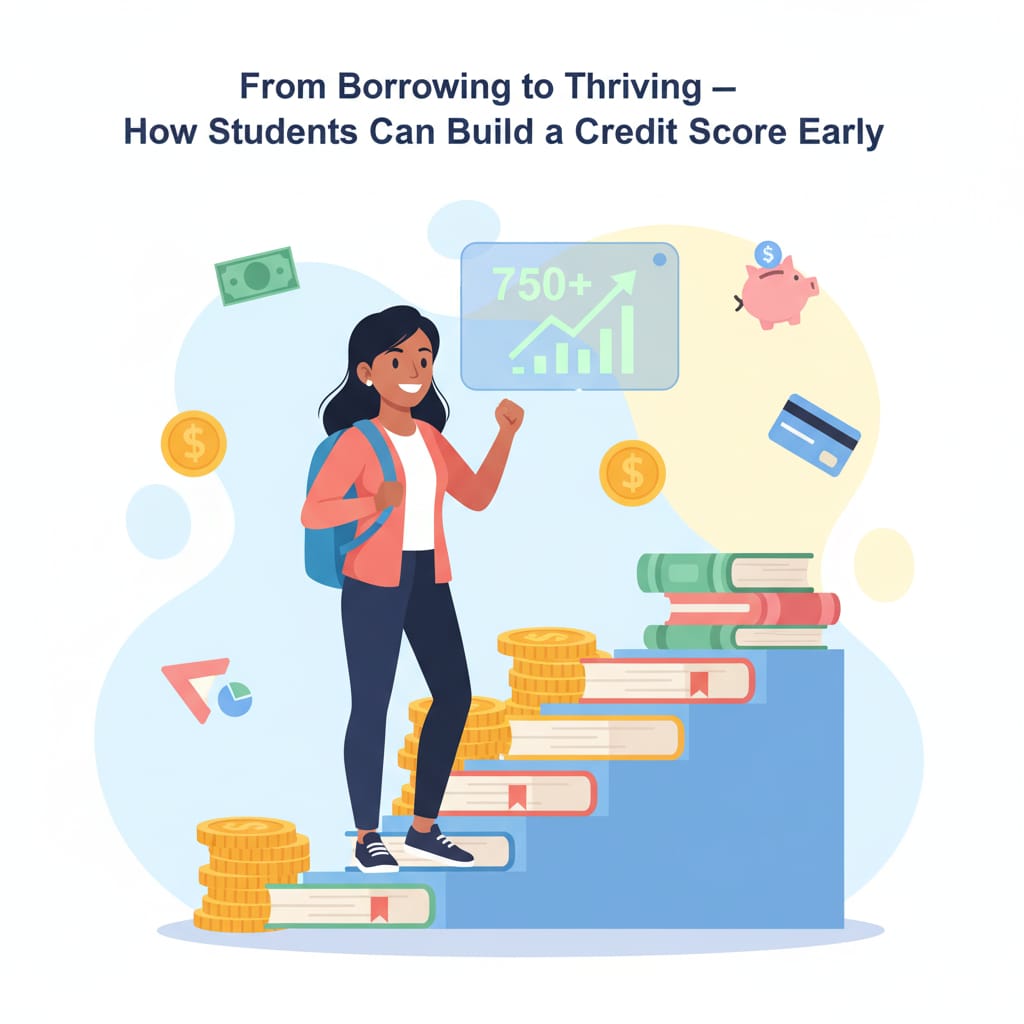 From Borrowing to Thriving –
How Students Can Build a Credit Score Early
750+
$
$
$